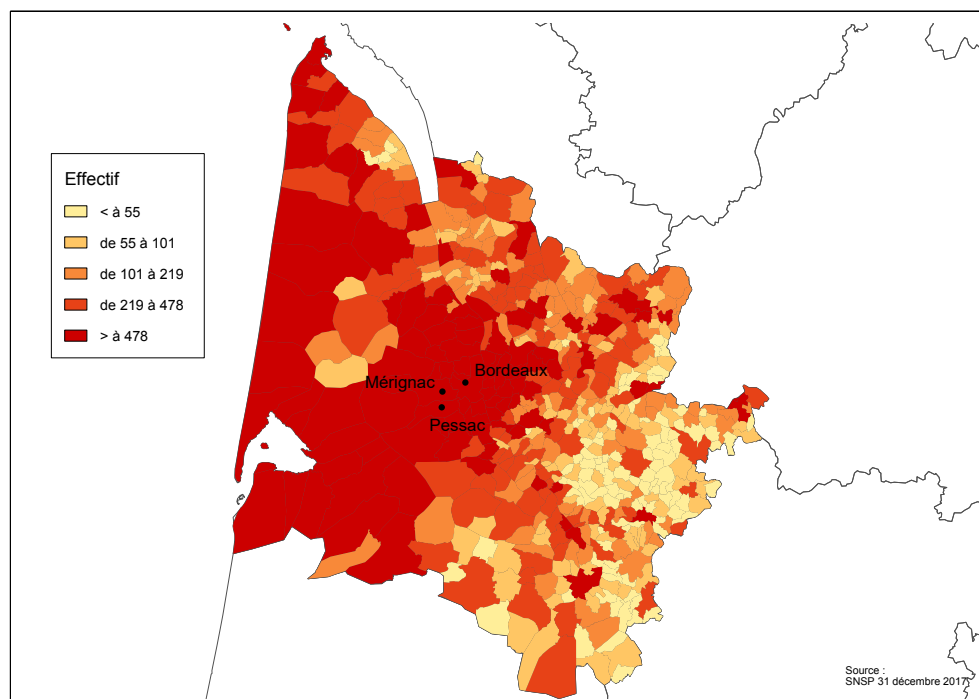 Effectif
< à 55
de 55 à 101
de 101 à 219
de 219 à 478
> à 478
Bordeaux
Mérignac
Pessac
Source :
SNSP 31 décembre 2017